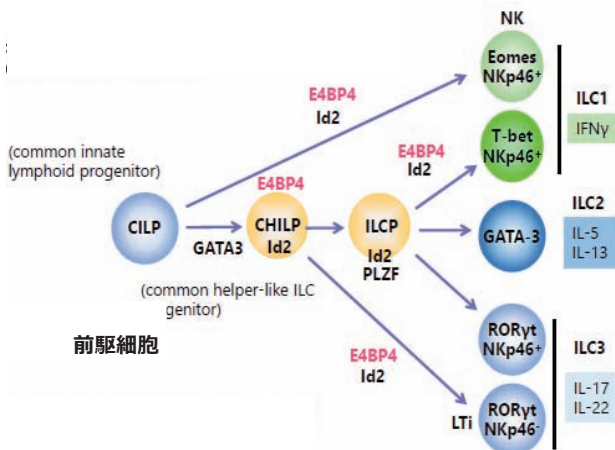 NK
Eomes
NKp46+
E4BP4
Id2
ILC1
IFNγ
T-bet
NKp46+
E4BP4
Id2
(common innate
lymphoid progenitor)
E4BP4
CILP
GATA3
CHILP
Id2
ILCP
Id2
PLZF
GATA-3
ILC2
IL-5
IL-13
(common helper-like ILC
genitor)
前駆細胞
E4BP4
Id2
RORγt
NKp46+
ILC3
IL-17
IL-22
LTi
RORγt
NKp46-